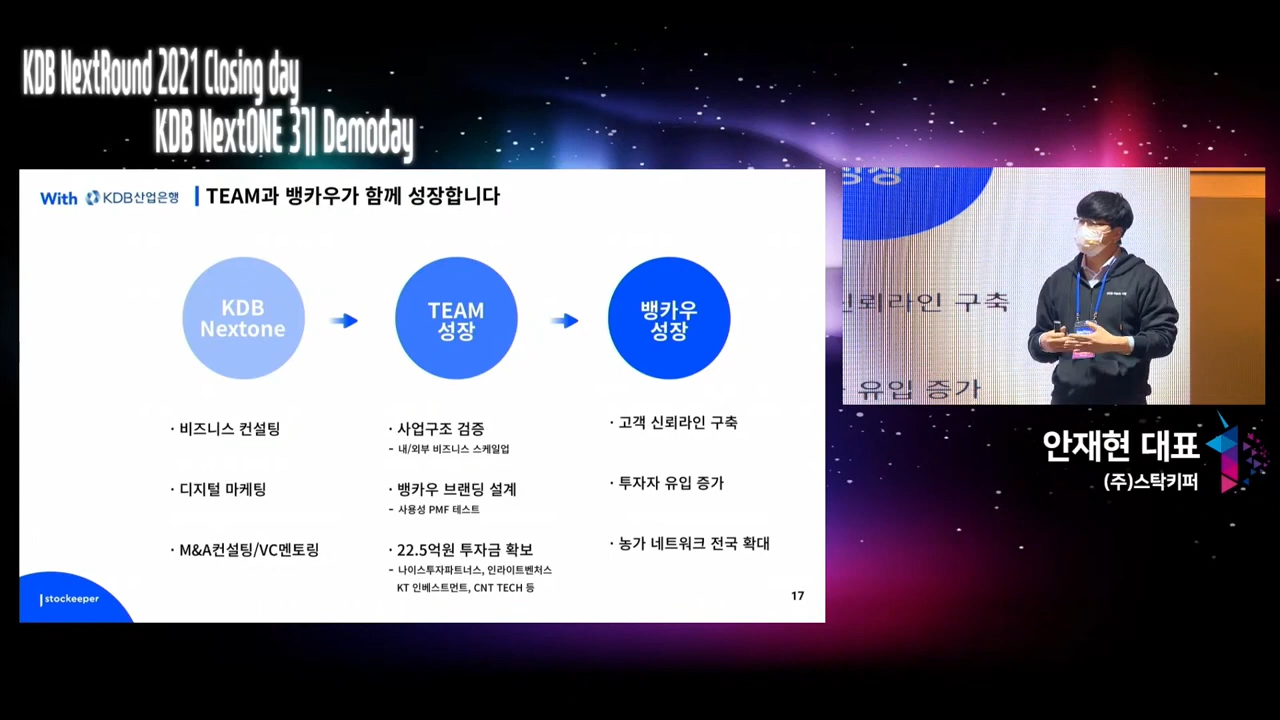 KDB NextRound 2021 Closing day
KDB NextONE 3기 Demoday
With KDB산업은행 TEAM과 뱅카우가 함께 성장합니다
KDB
Nextone
TEAM
성장
뱅카우
성장
· 비즈니스 컨설팅
· 디지털 마케팅
· M&A컨설팅/VC멘토링
· 사업구조 검증
- 내/외부 비즈니스 스케일업
· 뱅카우 브랜딩 설계
- 사용성 PMF 테스트
· 22.5억원 투자금 확보
- 나이스투자파트너스, 인라이트벤처스
KT 인베스트먼트, CNT TECH 등
· 고객 신뢰라인 구축
· 투자자 유입 증가
· 농가 네트워크 전국 확대
stockeeper
17
신뢰라인 구축
유입 증가
안재현 대표
(주)스탁키퍼